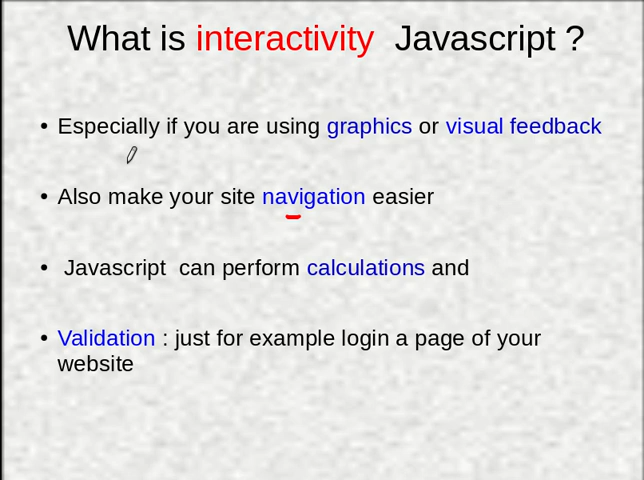 What is interactivity Javascript ?
• Especially if you are using graphics or visual feedback
• Also make your site navigation easier
• Javascript can perform calculations and
• Validation : just for example login a page of your
website